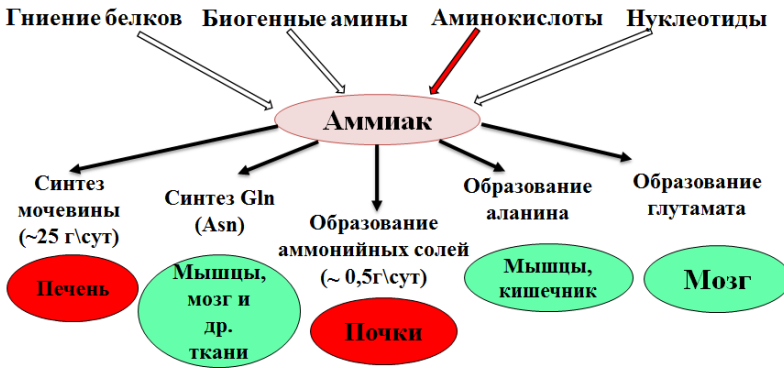 Гниение белков
Биогенные амины
Аминокислоты
Нуклеотиды
Аммиак
Синтез
мочевины
(~25 г\сут)
Печень
Синтез Gln
(Asn)
Мышцы,
мозг и
др.
ткани
Образование
аммонийных солей
(~ 0,5г\сут)
Почки
Образование
аланина
Мышцы,
кишечник
Образование
глутамата
Мозг